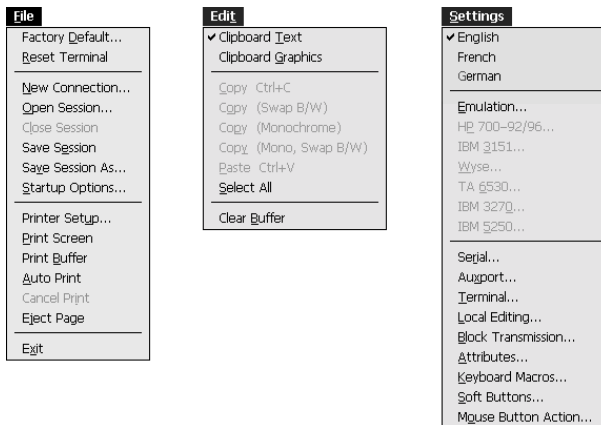 File
Factory Default...
Reset Terminal
New Connection...
Open Session...
Close Session
Save Session
Save Session As...
Startup Options...
Printer Setup...
Print Screen
Print Buffer
Auto Print
Cancel Print
Eject Page
Exit
Edit
✔ Clipboard Text
Clipboard Graphics
Copy Ctrl+C
Copy (Swap B/W)
Copy (Monochrome)
Copy (Mono, Swap B/W)
Paste Ctrl+V
Select All
Clear Buffer
Settings
✔ English
French
German
Emulation...
HP 700-92/96...
IBM 3151...
Wyse...
TA 6530...
IBM 3270...
IBM 5250...
Serial...
Auxport...
Terminal...
Local Editing...
Block Transmission...
Attributes...
Keyboard Macros...
Soft Buttons...
Mouse Button Action...